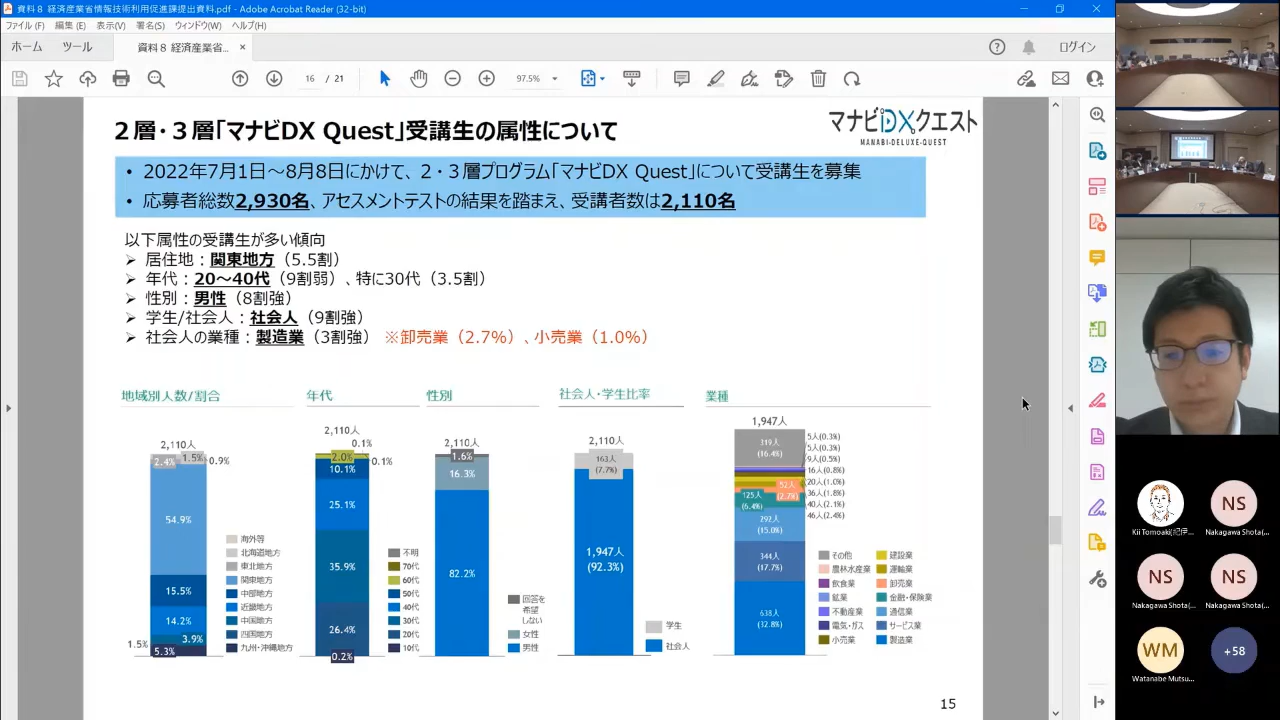 資料８ 経済産業省情報技術利用促進課提出資料.pdf - Adobe Acrobat Reader (32-bit)
ファイル(F) 編集(E) 表示(V) 署名(S) ウィンドウ(W) ヘルプ(H)
ホーム ツール 資料８ 経済産業省... × ログイン
16 / 21 97.5%
２層・３層「マナビDX Quest」受講生の属性について
マナビDXクエスト
MANABI-DELUXE-QUEST
• 2022年7月1日～8月8日にかけて、２・３層プログラム「マナビDX Quest」について受講生を募集
• 応募者総数2,930名、アセスメントテストの結果を踏まえ、受講者数は2,110名
以下属性の受講生が多い傾向
➢ 居住地：関東地方（5.5割）
➢ 年代：20～40代（9割弱）、特に30代（3.5割）
➢ 性別：男性（8割強）
➢ 学生/社会人：社会人（9割強）
➢ 社会人の業種：製造業（3割強） ※卸売業（2.7%）、小売業（1.0%）
地域別人数/割合
2,110人
2.4% 1.5% 0.9%
54.9%
15.5%
14.2%
3.9%
1.5%
5.3%
海外等
北海道地方
東北地方
関東地方
中部地方
近畿地方
中国地方
四国地方
九州・沖縄地方
年代
2,110人
0.1%
2.0%
0.1%
10.1%
25.1%
35.9%
26.4%
0.2%
不明
70代
60代
50代
40代
30代
20代
10代
性別
2,110人
1.6%
16.3%
82.2%
回答を
希望
しない
女性
男性
社会人・学生比率
2,110人
163人
(7.7%)
1,947人
(92.3%)
学生
社会人
業種
1,947人
319人
(16.4%)
5人(0.3%)
5人(0.3%)
9人(0.5%)
16人(0.8%)
20人(1.0%)
36人(1.8%)
40人(2.1%)
46人(2.4%)
52人
(2.7%)
125人
(6.4%)
292人
(15.0%)
344人
(17.7%)
638人
(32.8%)
その他 建設業
農林水産業 運輸業
飲食業 卸売業
鉱業 金融・保険業
不動産業 通信業
電気・ガス サービス業
小売業 製造業
15
NS
Kii Tomoaki(紀伊... Nakagawa Shota(...
NS NS
Nakagawa Shota(... Nakagawa Shota(...
WM +58
Watanabe Mutsu...